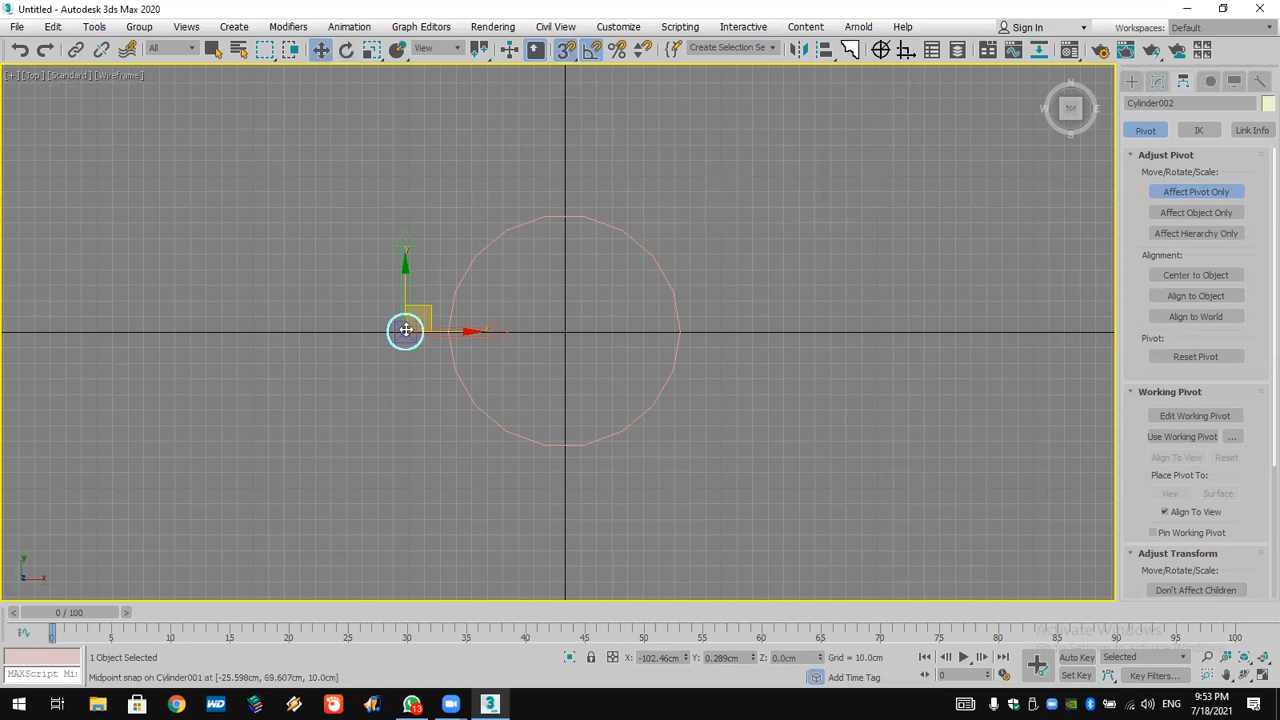 Untitled - Autodesk 3ds Max 2020
File Edit Tools Group Views Create Modifiers Animation Graph Editors Rendering Civil View Customize Scripting Interactive Content Arnold Help Sign In Workspaces: Default
All View Create Selection Se
[+] [Top] [Standard] [Wireframe]
N
W TOP E
S
Cylinder002
Pivot IK Link Info
Adjust Pivot
Move/Rotate/Scale:
Affect Pivot Only
Affect Object Only
Affect Hierarchy Only
Alignment:
Center to Object
Align to Object
Align to World
Pivot:
Reset Pivot
Working Pivot
Edit Working Pivot
Use Working Pivot ...
Align To View Reset
Place Pivot To:
View Surface
Align To View
Pin Working Pivot
Adjust Transform
Move/Rotate/Scale:
Don't Affect Children
y
x
y
z x
< 0 / 100 >
0 5 10 15 20 25 30 35 40 45 50 55 60 65 70 75 80 85 90 95 100
Activate Windows
1 Object Selected X: -102.46cm Y: 0.289cm Z: 0.0cm Grid = 10.0cm Auto Key Selected
MAXScript Mi Midpoint snap on Cylinder001 at [-25.598cm, 69.607cm, 10.0cm] Add Time Tag 0 Set Key Key Filters...
WD 13 3 ENG 9:53 PM
7/18/2021